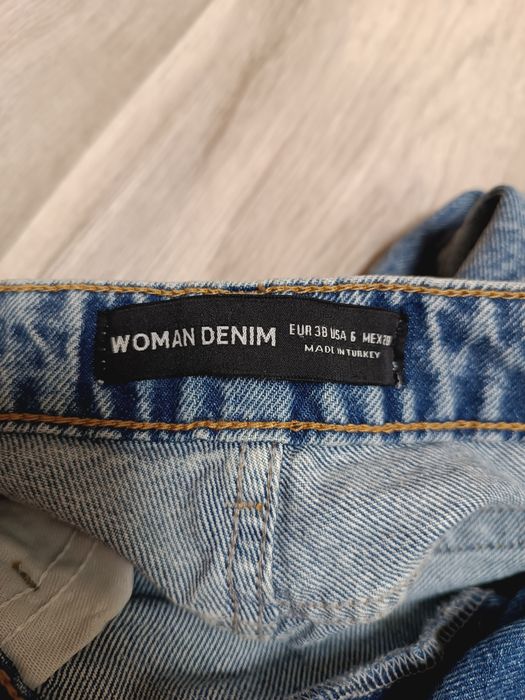 WOMAN DENIM
EUR 38 USA 6 MEX 28
MADE IN TURKEY